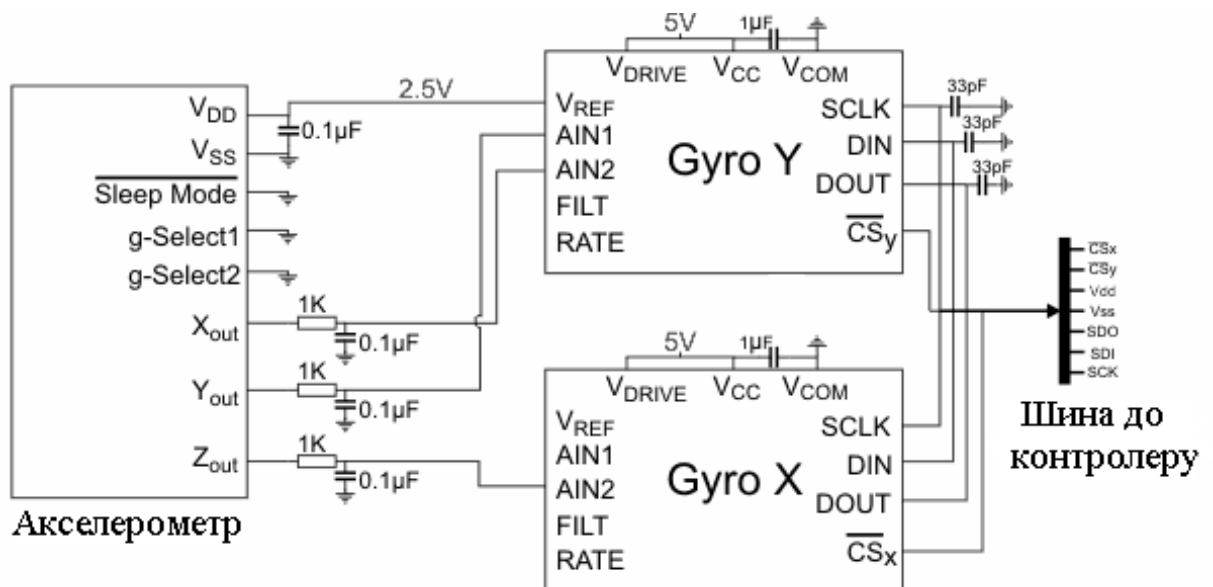 VDD
VSS
Sleep Mode
g-Select1
g-Select2
Xout
Yout
Zout
Акселерометр
0.1µF
2.5V
1K
0.1µF
1K
0.1µF
1K
0.1µF
5V
1µF
VDRIVE VCC VCOM
VREF
AIN1
AIN2
FILT
RATE
Gyro Y
SCLK
DIN
DOUT
CSy
33pF
33pF
33pF
5V
1µF
VDRIVE VCC VCOM
VREF
AIN1
AIN2
FILT
RATE
Gyro X
SCLK
DIN
DOUT
CSx
CSx
CSy
Vdd
Vss
SDO
SDI
SCK
Шина до
контролеру